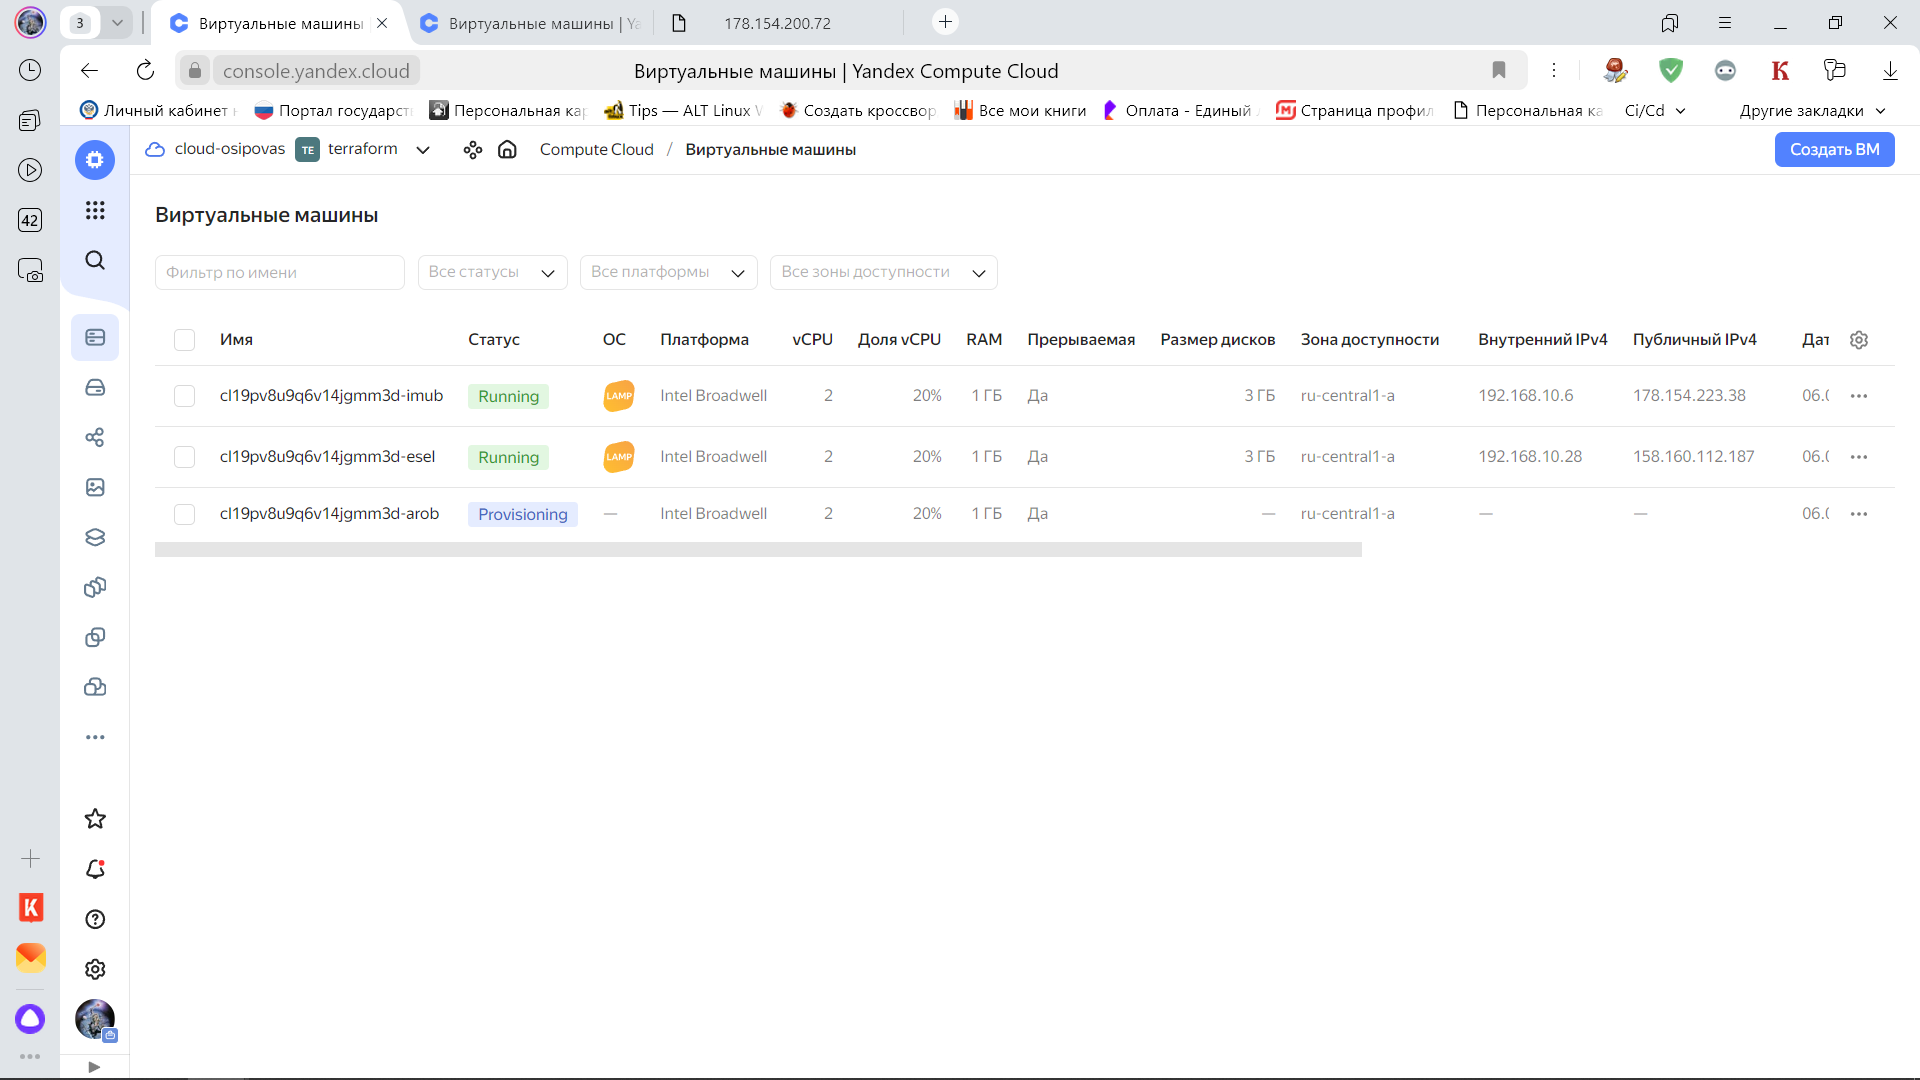 3
Виртуальные машины
Виртуальные машины | Ya
178.154.200.72
console.yandex.cloud
Виртуальные машины | Yandex Compute Cloud
K
Личный кабинет н
Портал государст
Персональная кар
Tips — ALT Linux W
Создать кроссвор
Все мои книги
Оплата - Единый
Страница профил
Персональная ка
Ci/Cd
Другие закладки
42
cloud-osipovas
TE
terraform
Compute Cloud / Виртуальные машины
Создать ВМ
Виртуальные машины
Фильтр по имени
Все статусы
Все платформы
Все зоны доступности
Имя Статус ОС Платформа vCPU Доля vCPU RAM Прерываемая Размер дисков Зона доступности Внутренний IPv4 Публичный IPv4 Дат
cl19pv8u9q6v14jgmm3d-imub Running LAMP Intel Broadwell 2 20% 1 ГБ Да 3 ГБ ru-central1-a 192.168.10.6 178.154.223.38 06.0
cl19pv8u9q6v14jgmm3d-esel Running LAMP Intel Broadwell 2 20% 1 ГБ Да 3 ГБ ru-central1-a 192.168.10.28 158.160.112.187 06.0
cl19pv8u9q6v14jgmm3d-arob Provisioning — Intel Broadwell 2 20% 1 ГБ Да — ru-central1-a — — 06.0
K